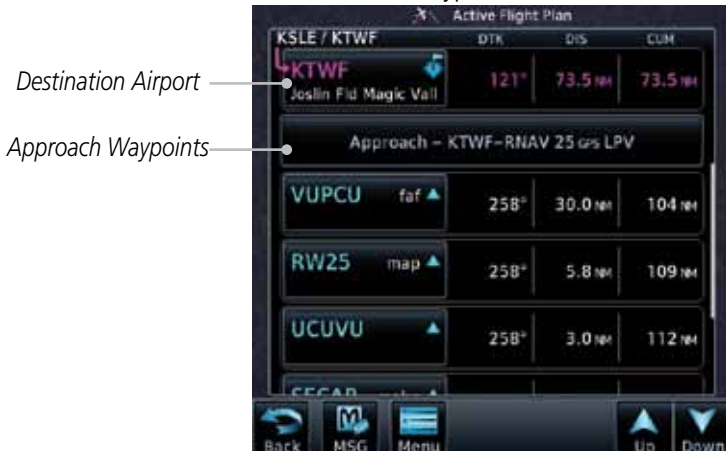 Active Flight Plan
KSLE / KTWF DTK DIS CUM
Destination Airport
KTWF 121° 73.5 NM 73.5 NM
Joslin Fld Magic Vall
Approach Waypoints
Approach – KTWF–RNAV 25 GPS LPV
VUPCU faf 258° 30.0 NM 104 NM
RW25 map 258° 5.8 NM 109 NM
UCUVU 258° 3.0 NM 112 NM
Back MSG Menu Up Down